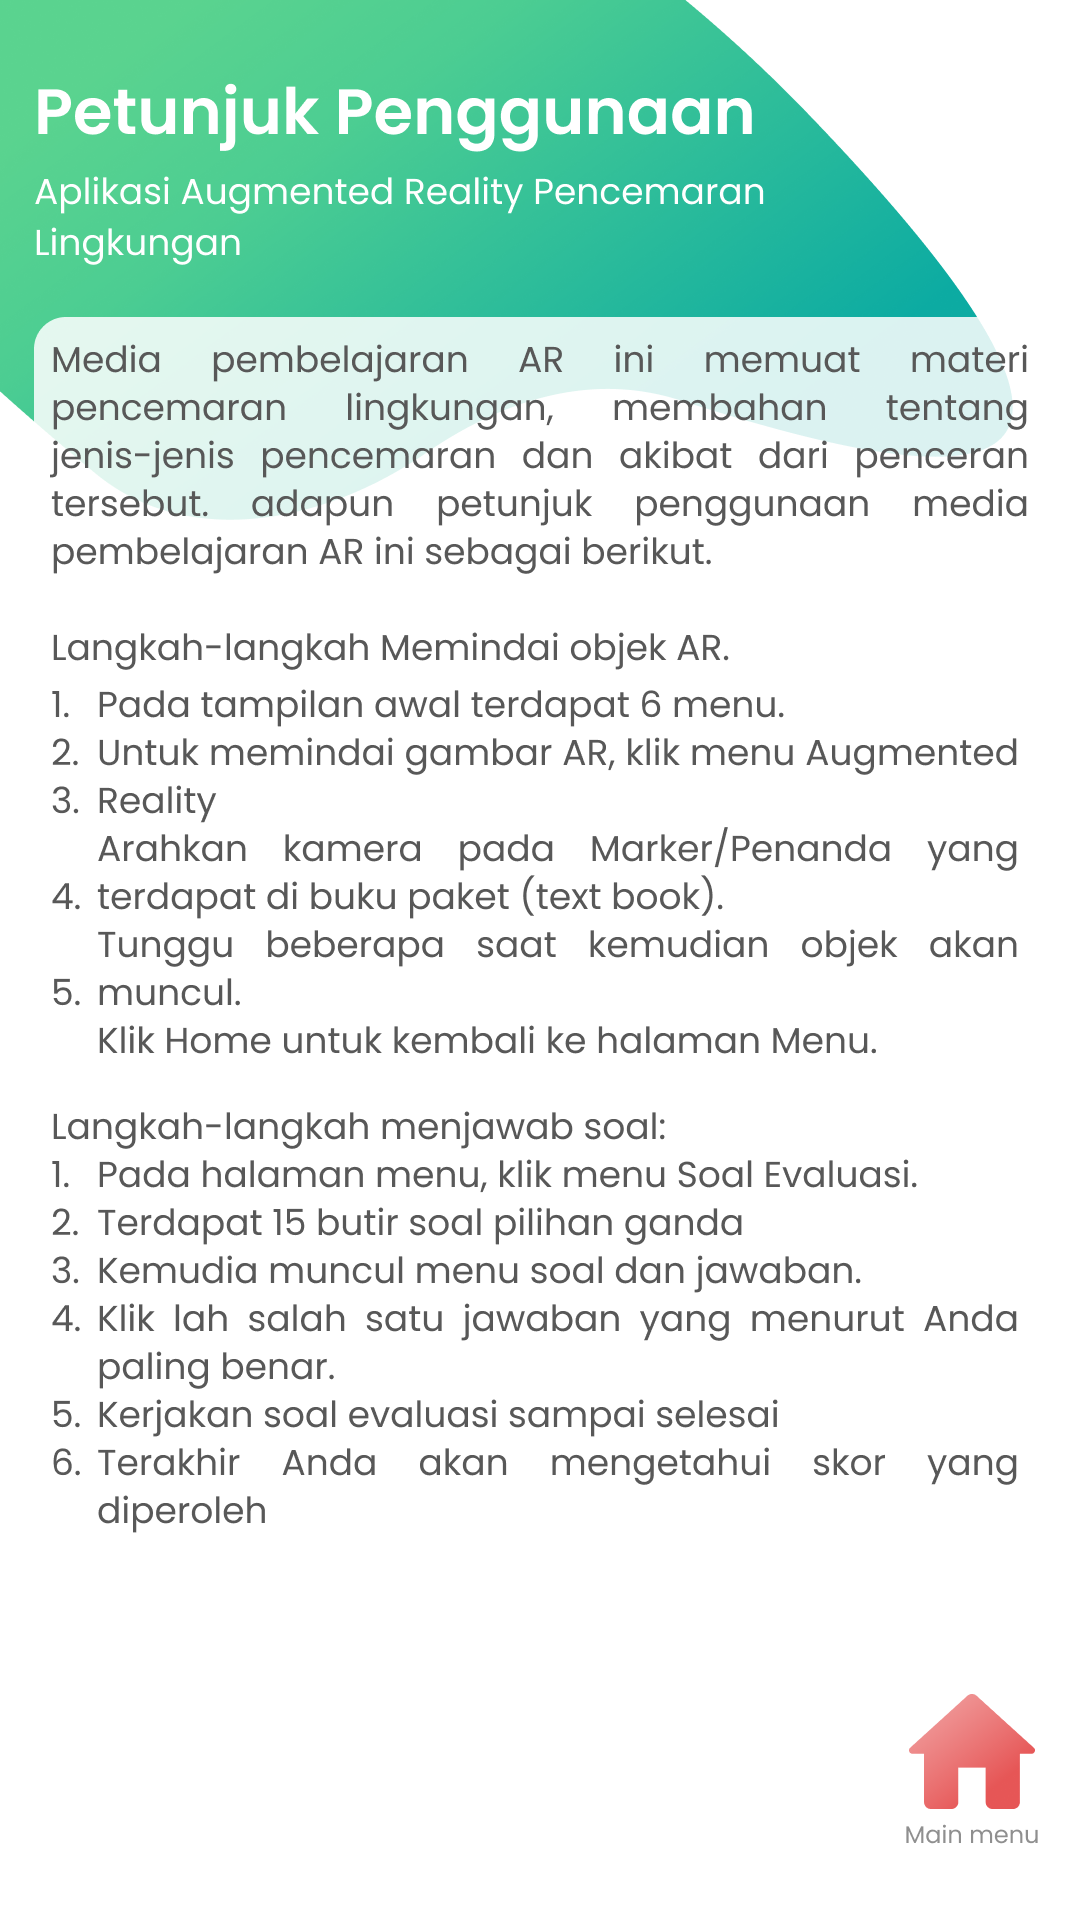 Petunjuk Penggunaan
Aplikasi Augmented Reality Pencemaran
Lingkungan
Media pembelajaran AR ini memuat materi
pencemaran lingkungan, membahan tentang
jenis-jenis pencemaran dan akibat dari penceran
tersebut. adapun petunjuk penggunaan media
pembelajaran AR ini sebagai berikut.
Langkah-langkah Memindai objek AR.
1. Pada tampilan awal terdapat 6 menu.
2. Untuk memindai gambar AR, klik menu Augmented
3. Reality
Arahkan kamera pada Marker/Penanda yang
4. terdapat di buku paket (text book).
Tunggu beberapa saat kemudian objek akan
5. muncul.
Klik Home untuk kembali ke halaman Menu.
Langkah-langkah menjawab soal:
1. Pada halaman menu, klik menu Soal Evaluasi.
2. Terdapat 15 butir soal pilihan ganda
3. Kemudia muncul menu soal dan jawaban.
4. Klik lah salah satu jawaban yang menurut Anda
paling benar.
5. Kerjakan soal evaluasi sampai selesai
6. Terakhir Anda akan mengetahui skor yang
diperoleh
Main menu